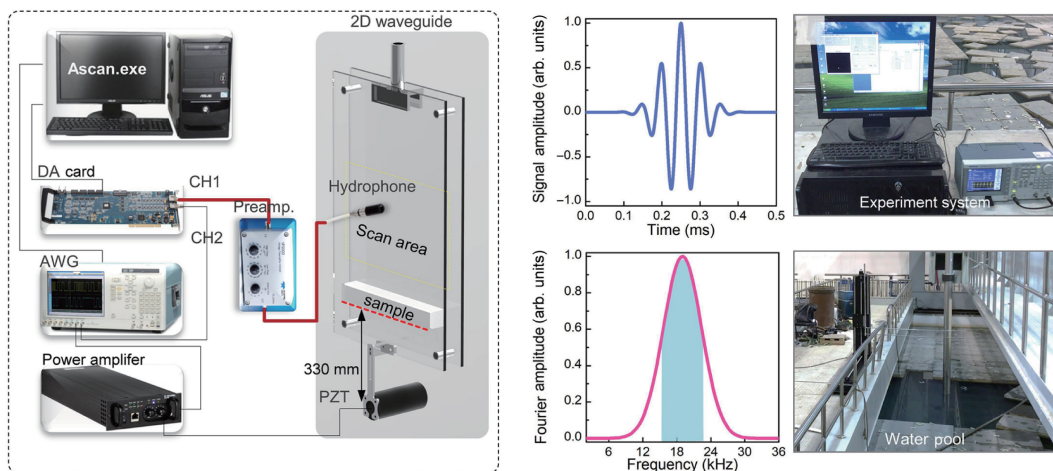 2D waveguide
Ascan.exe
DA card
CH1
CH2
Preamp.
Hydrophone
Scan area
AWG
sample
330 mm
Power amplifer
PZT
Signal amplitude (arb. units)
1.0
0.5
0.0
−0.5
−1.0
0.0 0.1 0.2 0.3 0.4 0.5
Time (ms)
Experiment system
Fourier amplitude (arb. units)
1.0
0.8
0.6
0.4
0.2
0.0
6 12 18 24 30 36
Frequency (kHz)
Water pool